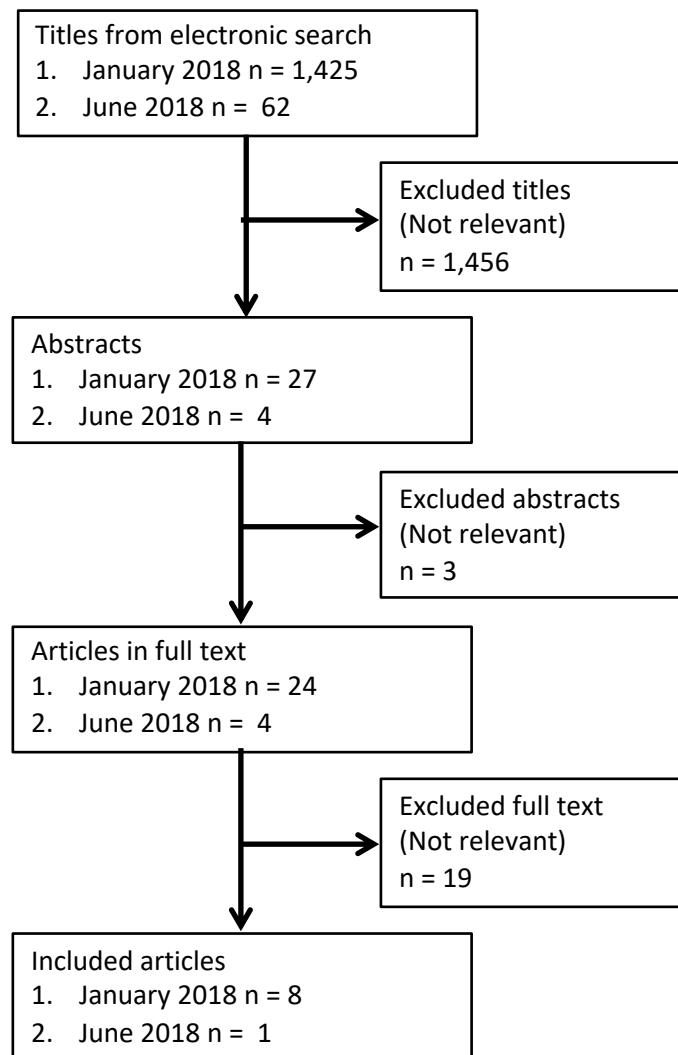 Titles from electronic search
1. January 2018 n = 1,425
2. June 2018 n = 62
Excluded titles
(Not relevant)
n = 1,456
Abstracts
1. January 2018 n = 27
2. June 2018 n = 4
Excluded abstracts
(Not relevant)
n = 3
Articles in full text
1. January 2018 n = 24
2. June 2018 n = 4
Excluded full text
(Not relevant)
n = 19
Included articles
1. January 2018 n = 8
2. June 2018 n = 1